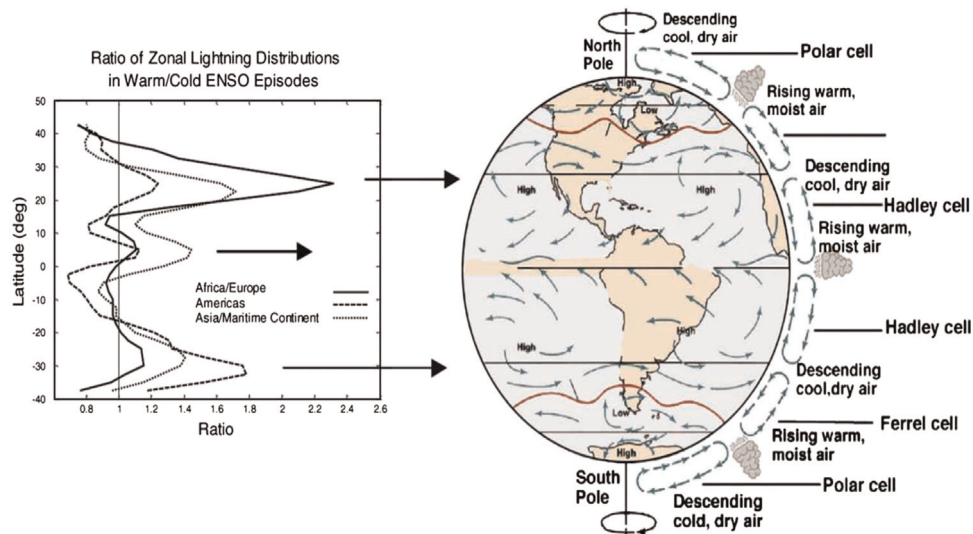 Ratio of Zonal Lightning Distributions
in Warm/Cold ENSO Episodes
50
40
30
20
10
0
-10
-20
-30
-40
Latitude (deg)
Africa/Europe
Americas
Asia/Maritime Continent
0.8
1
1.2
1.4
1.6
1.8
2
2.2
2.4
2.6
Ratio
Descending
cool, dry air
North
Pole
Polar cell
Rising warm,
moist air
Descending
cool, dry air
Hadley cell
Rising warm,
moist air
Hadley cell
Descending
cool,dry air
Ferrel cell
Rising warm,
moist air
Polar cell
South
Pole
Descending
cold, dry air
High
Low
High
High
High
High
Low
High